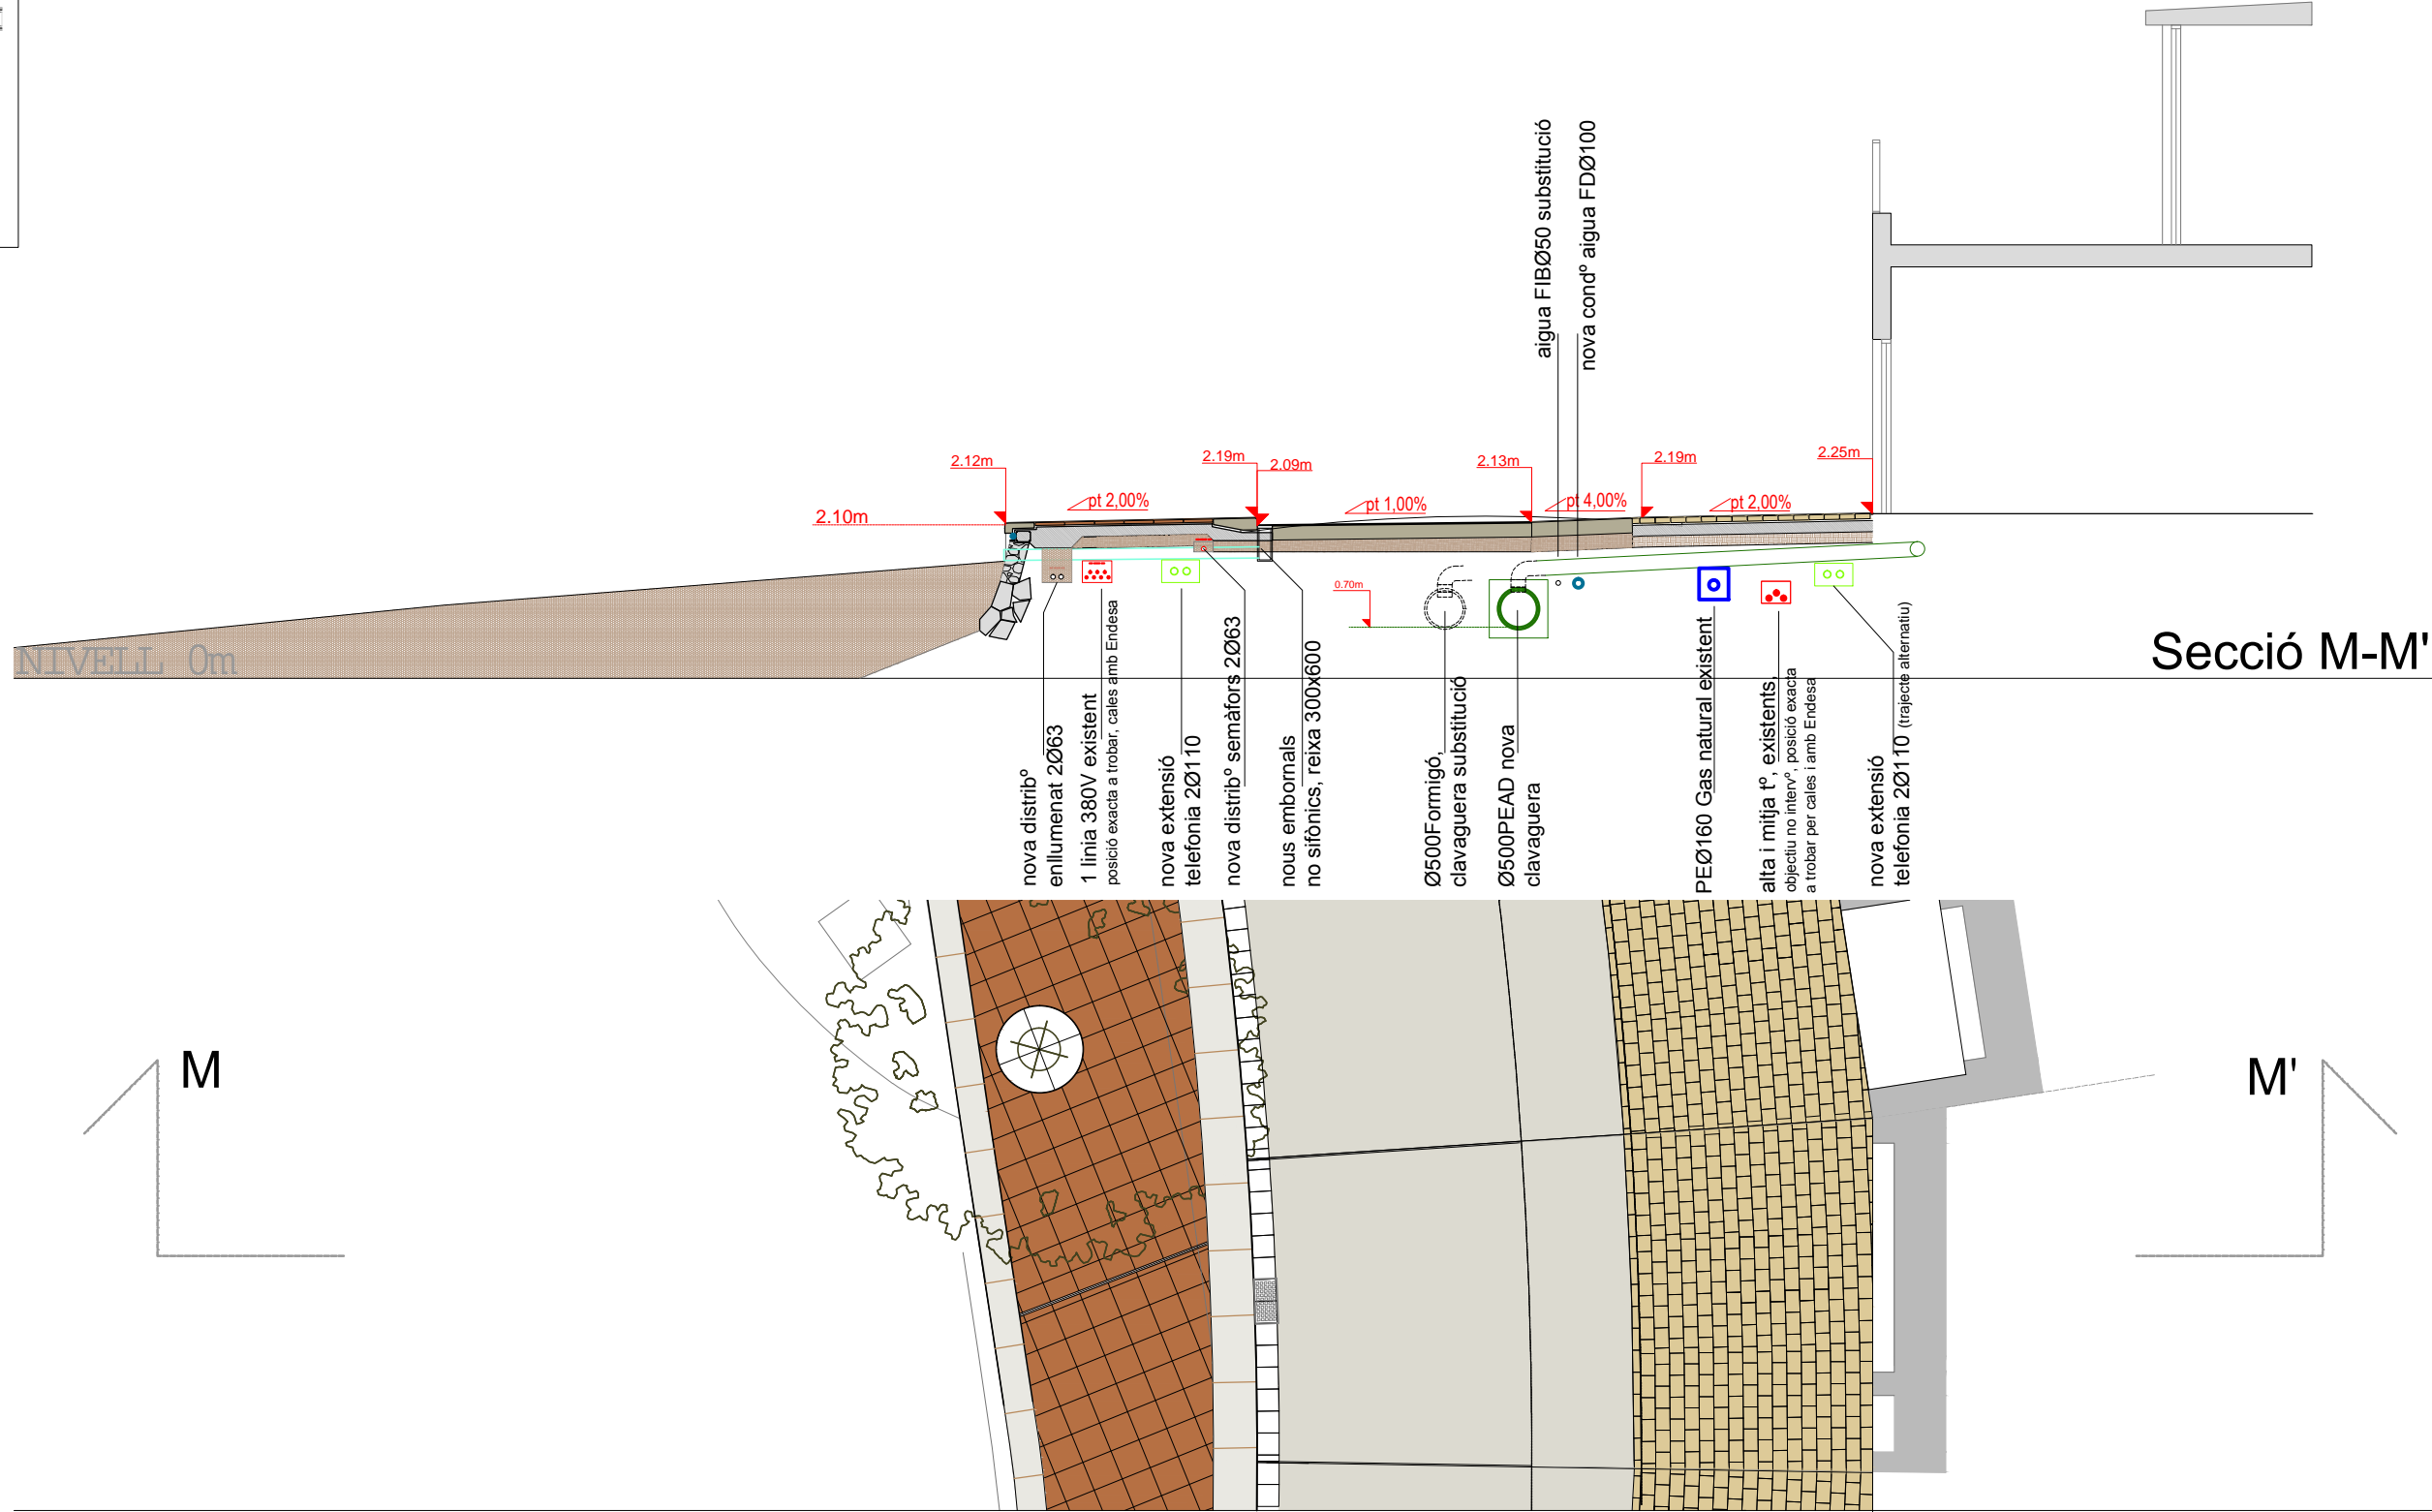 aigua FIBØ50 substitució
nova condº aigua FDØ100
2.12m
2.19m
2.09m
2.13m
2.19m
2.25m
2.10m
pt 2,00%
pt 1,00%
pt 4,00%
pt 2,00%
0.70m
NIVELL 0m
Secció M-M'
nova distribº
enllumenat 2Ø63
1 linia 380V existent
posició exacta a trobar, cales amb Endesa
nova extensió
telefonia 2Ø110
nova distribº semàfors 2Ø63
nous embornals
no sifònics, reixa 300x600
Ø500Formigó,
clavaguera substitució
Ø500PEAD nova
clavaguera
PEØ160 Gas natural existent
alta i mitja tº, existents,
objectiu no intervº, posició exacta
a trobar per cales i amb Endesa
nova extensió
telefonia 2Ø110 (trajecte alternatiu)
M
M'